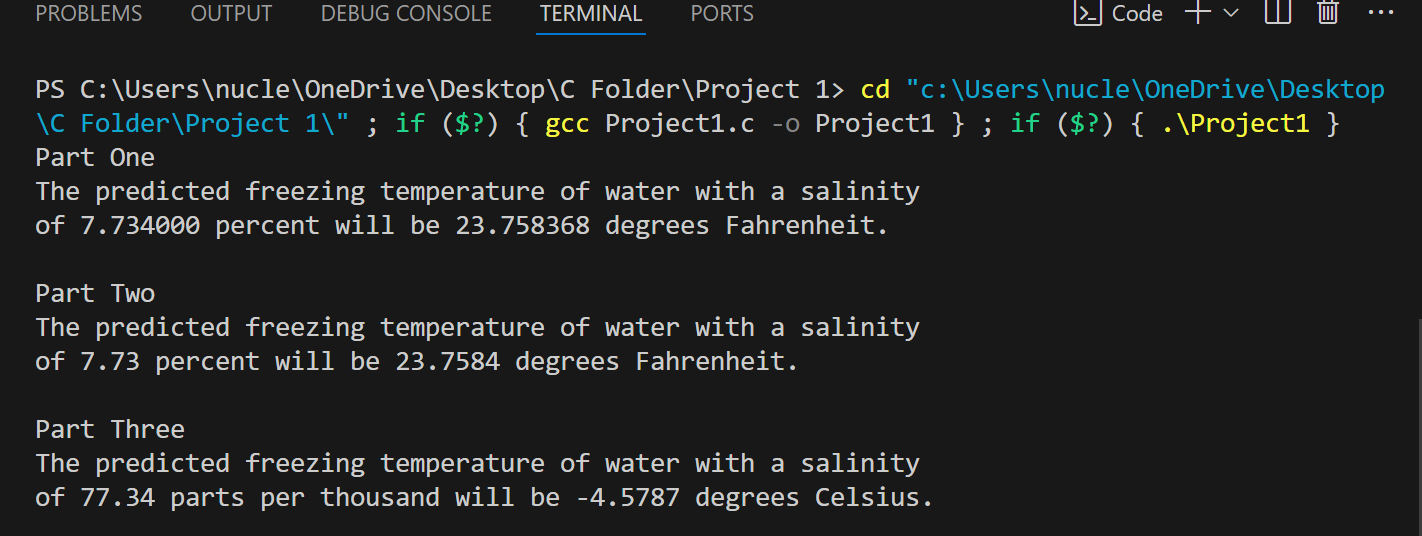 PROBLEMS OUTPUT DEBUG CONSOLE TERMINAL PORTS Code
PS C:\Users\nucle\OneDrive\Desktop\C Folder\Project 1> cd "c:\Users\nucle\OneDrive\Desktop
\C Folder\Project 1\" ; if ($?) { gcc Project1.c -o Project1 } ; if ($?) { .\Project1 }
Part One
The predicted freezing temperature of water with a salinity
of 7.734000 percent will be 23.758368 degrees Fahrenheit.
Part Two
The predicted freezing temperature of water with a salinity
of 7.73 percent will be 23.7584 degrees Fahrenheit.
Part Three
The predicted freezing temperature of water with a salinity
of 77.34 parts per thousand will be -4.5787 degrees Celsius.